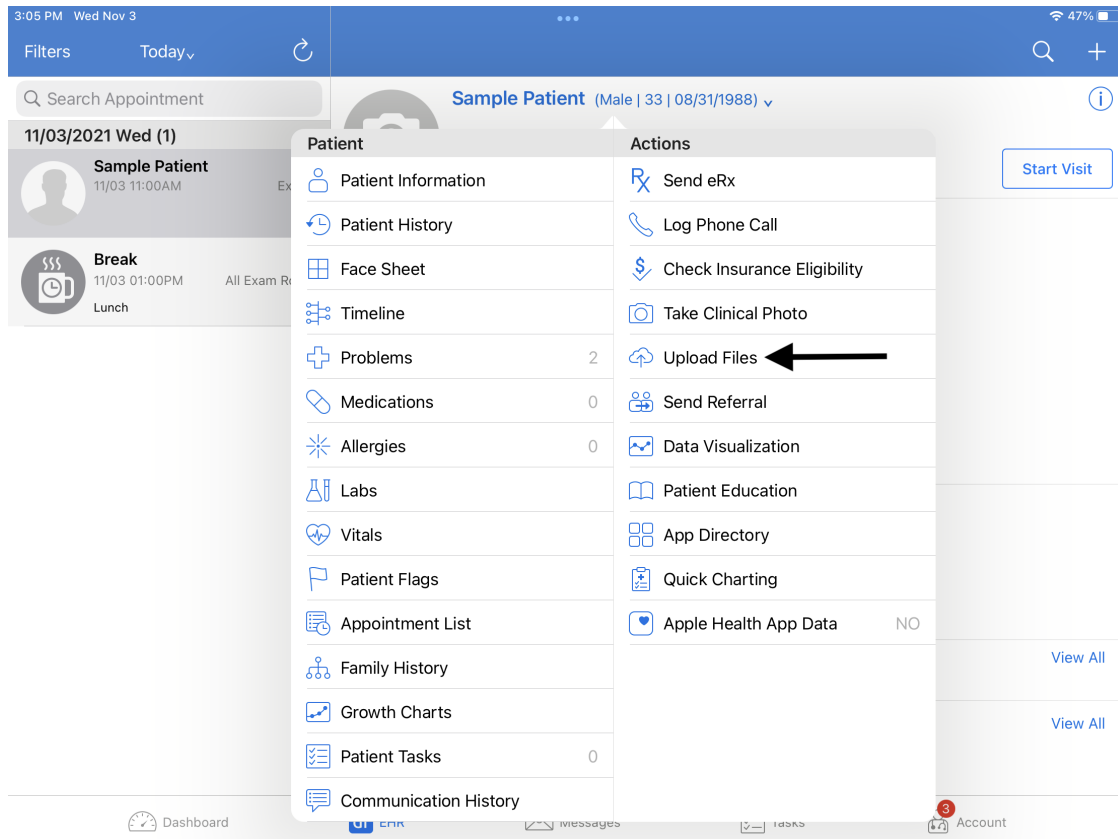 3:05 PM Wed Nov 3
47%
Filters
Today
Search Appointment
11/03/2021 Wed (1)
Sample Patient
11/03 11:00AM
Break
11/03 01:00PM All Exam
Lunch
Sample Patient (Male | 33 | 08/31/1988)
Start Visit
Patient
Patient Information
Patient History
Face Sheet
Timeline
Problems 2
Medications 0
Allergies 0
Labs
Vitals
Patient Flags
Appointment List
Family History
Growth Charts
Patient Tasks 0
Communication History
Actions
Send eRx
Log Phone Call
Check Insurance Eligibility
Take Clinical Photo
Upload Files
Send Referral
Data Visualization
Patient Education
App Directory
Quick Charting
Apple Health App Data NO
View All
View All
Dashboard
EHR
Messages
Tasks
3
Account